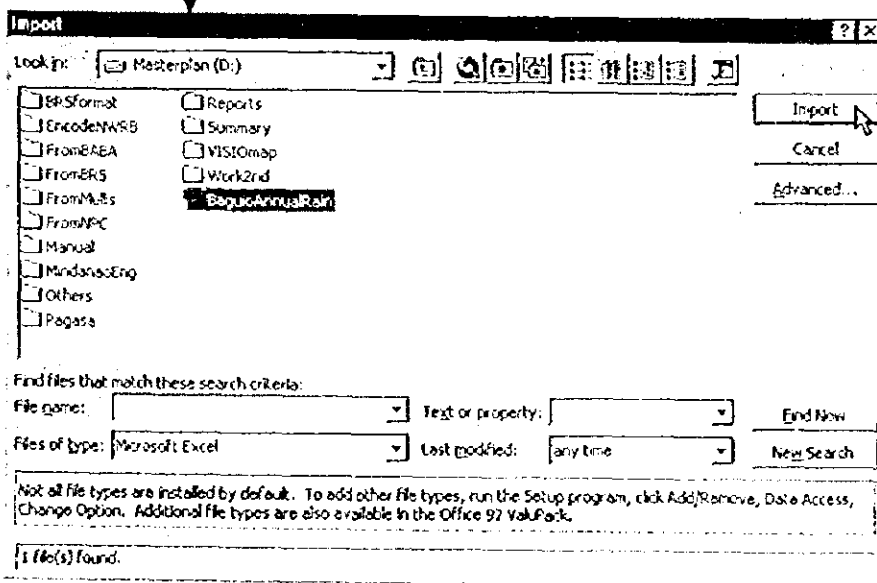 Import
Look in: Masterplan (D:)
BRSformat
EncodeNWRB
FromBABA
FromBRS
FromMults
FromNPC
Manual
MindanaoEng
Others
Pagasa
Reports
Summary
VISIOmap
Work2nd
BaguioAnnualRain
Import
Cancel
Advanced...
Find files that match these search criteria:
File name:
Text or property:
Find Now
Files of type: Microsoft Excel
Last modified: any time
New Search
Not all file types are installed by default. To add other file types, run the Setup program, click Add/Remove, Data Access,
Change Option. Additional file types are also available in the Office 97 ValuPack.
1 file(s) found.